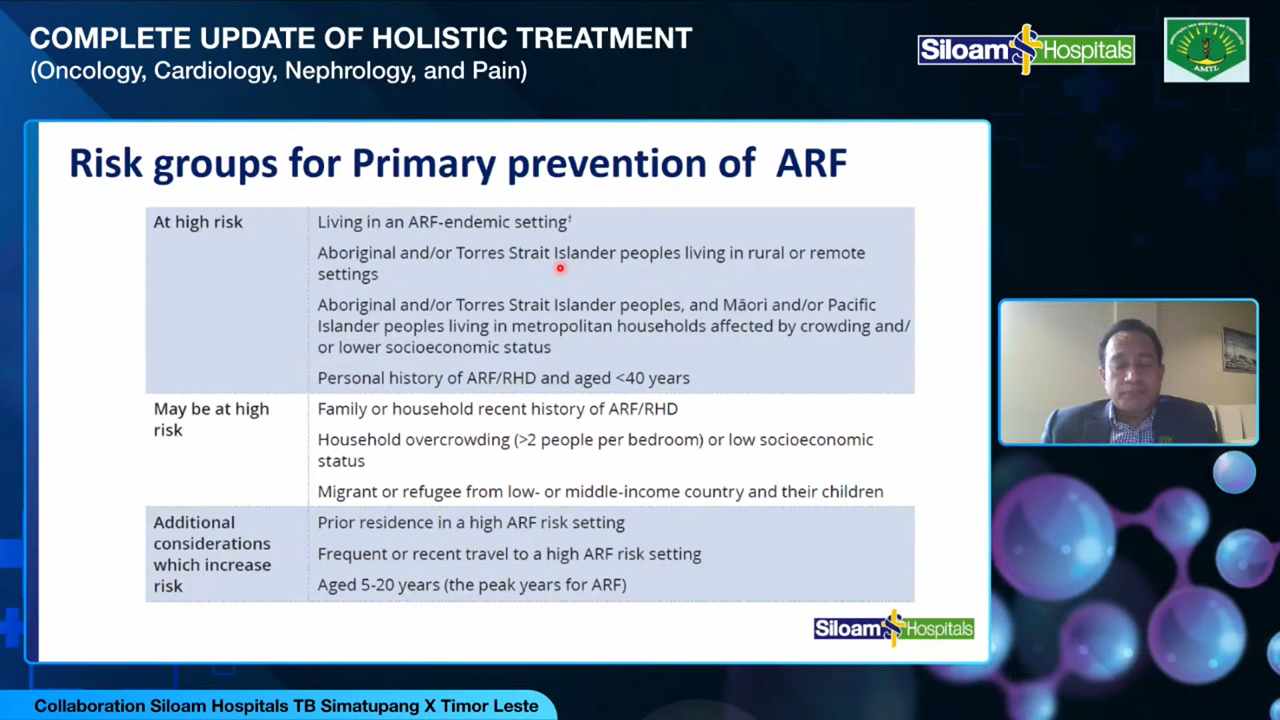 COMPLETE UPDATE OF HOLISTIC TREATMENT
(Oncology, Cardiology, Nephrology, and Pain)
Siloam Hospitals
AMTL
Risk groups for Primary prevention of ARF
At high risk
Living in an ARF-endemic setting†
Aboriginal and/or Torres Strait Islander peoples living in rural or remote
settings
Aboriginal and/or Torres Strait Islander peoples, and Māori and/or Pacific
Islander peoples living in metropolitan households affected by crowding and/
or lower socioeconomic status
Personal history of ARF/RHD and aged <40 years
May be at high
risk
Family or household recent history of ARF/RHD
Household overcrowding (>2 people per bedroom) or low socioeconomic
status
Migrant or refugee from low- or middle-income country and their children
Additional
considerations
which increase
risk
Prior residence in a high ARF risk setting
Frequent or recent travel to a high ARF risk setting
Aged 5-20 years (the peak years for ARF)
Siloam Hospitals
Collaboration Siloam Hospitals TB Simatupang X Timor Leste